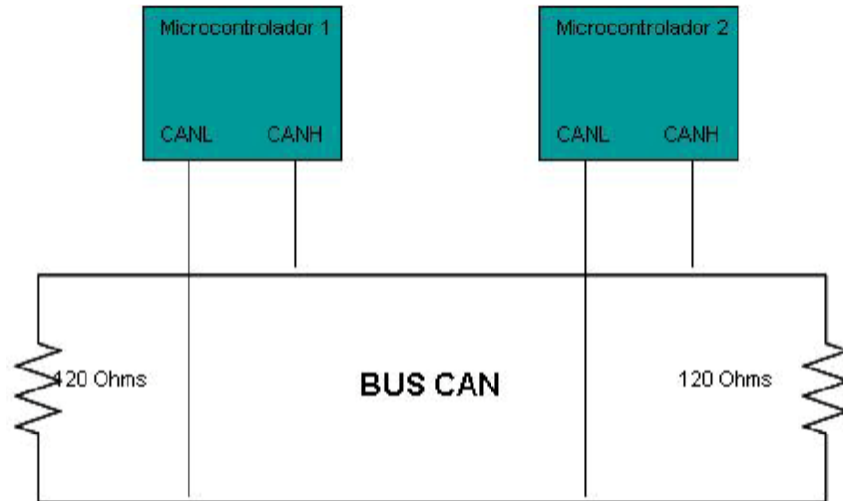 Microcontrolador 1
Microcontrolador 2
CANL CANH
CANL CANH
120 Ohms
BUS CAN
120 Ohms